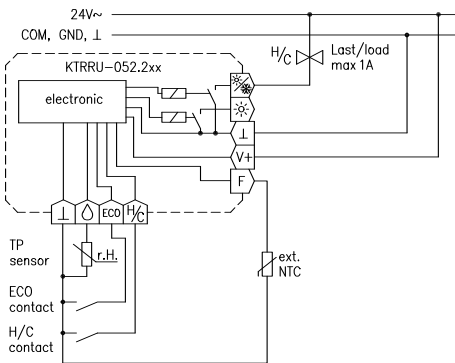 24V~
COM, GND, ⊥
KTRRU-052.2xx
H/C
Last/load
max 1A
electronic
⊥
V+
F
⊥
ECO
H/C
TP
sensor
r.H.
ext.
NTC
ECO
contact
H/C
contact